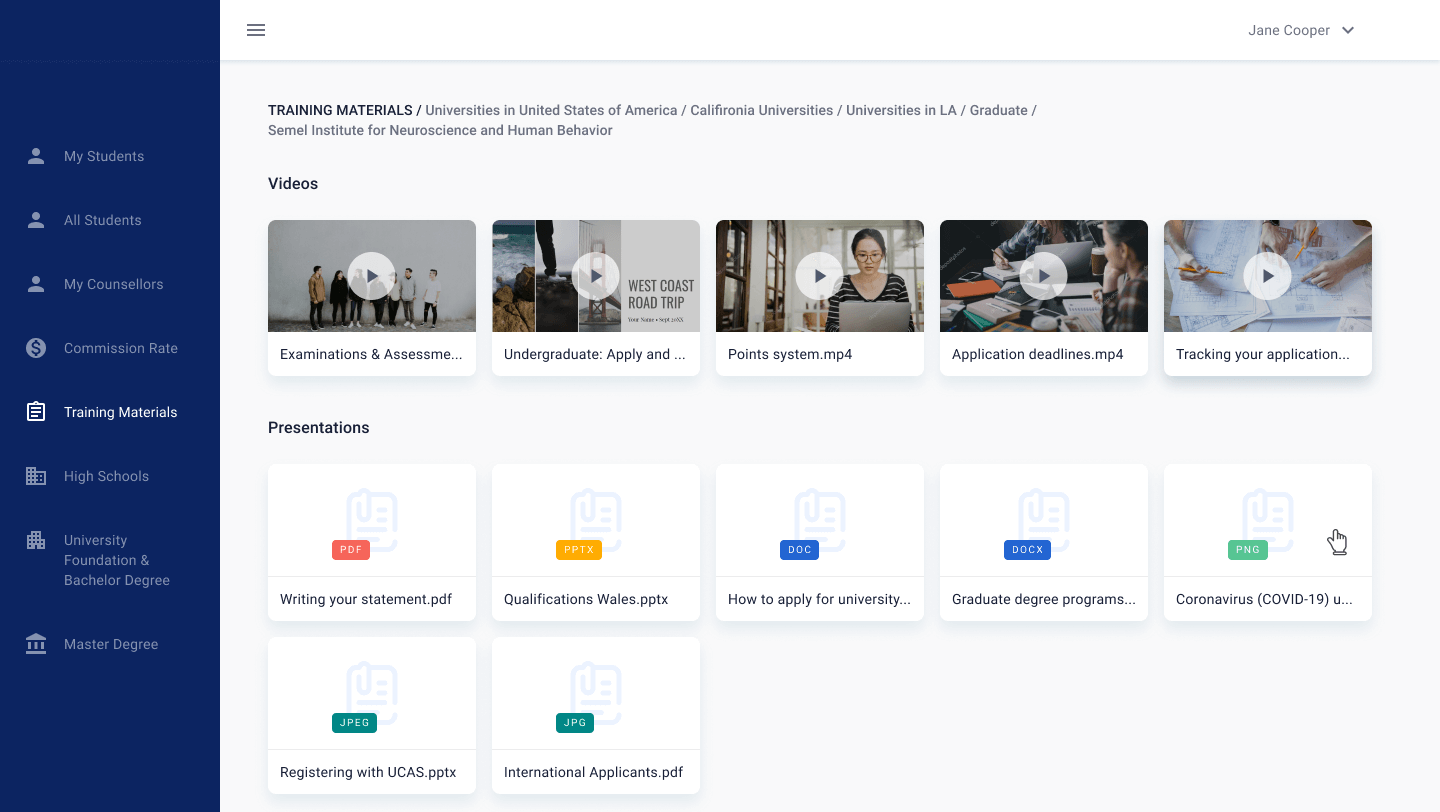 Jane Cooper
TRAINING MATERIALS / Universities in United States of America / Califironia Universities / Universities in LA / Graduate /
Semel Institute for Neuroscience and Human Behavior
My Students
All Students
My Counsellors
Commission Rate
Training Materials
High Schools
University
Foundation &
Bachelor Degree
Master Degree
Videos
WEST COAST
ROAD TRIP
Your Name • Sept 20XX
Examinations & Assessme...
Undergraduate: Apply and ...
Points system.mp4
Application deadlines.mp4
Tracking your application...
Presentations
PDF
PPTX
DOC
DOCX
PNG
Writing your statement.pdf
Qualifications Wales.pptx
How to apply for university...
Graduate degree programs...
Coronavirus (COVID-19) u...
JPEG
JPG
Registering with UCAS.pptx
International Applicants.pdf